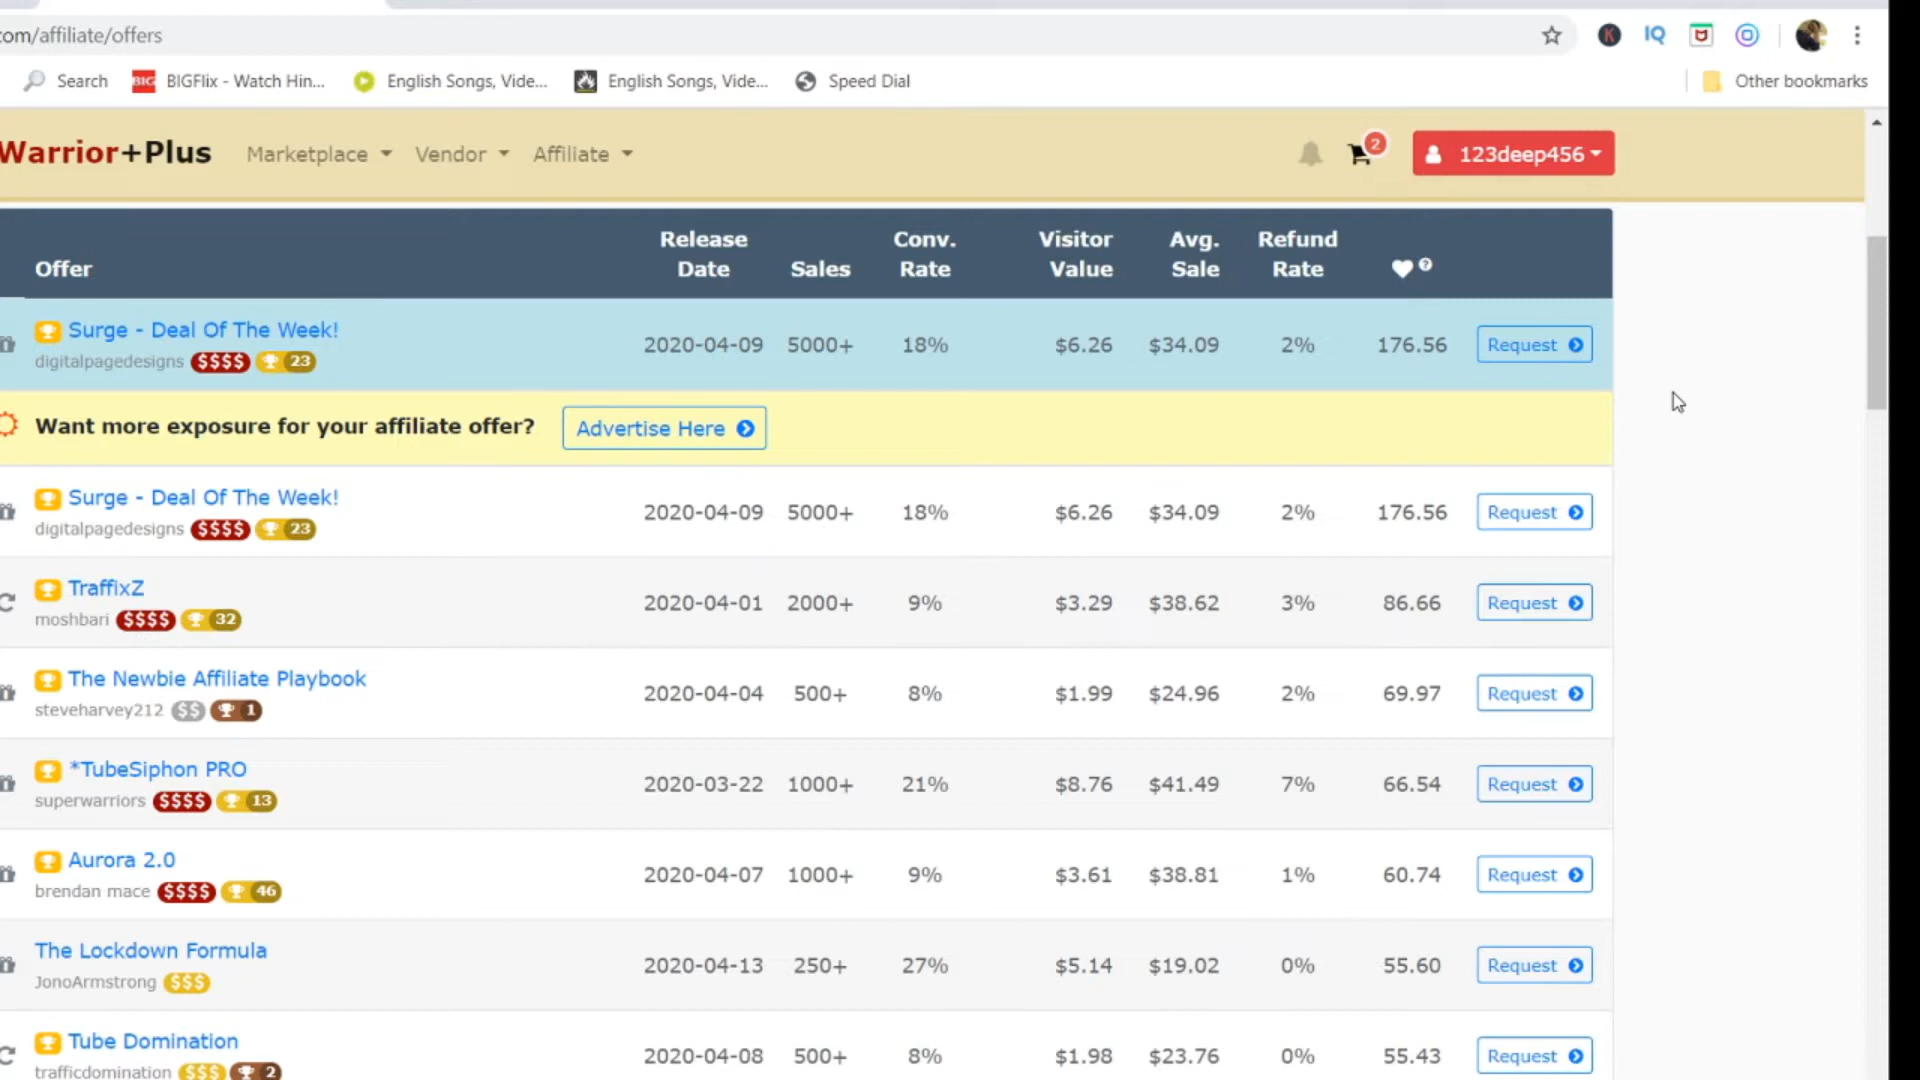 com/affiliate/offers
IQ
Search BIG BIGFlix - Watch Hin... English Songs, Vide... English Songs, Vide... Speed Dial Other bookmarks
Warrior+Plus Marketplace Vendor Affiliate 2 123deep456
Offer Release Date Sales Conv. Rate Visitor Value Avg. Sale Refund Rate
Surge - Deal Of The Week! 2020-04-09 5000+ 18% $6.26 $34.09 2% 176.56 Request
digitalpagedesigns $$$$ 23
Want more exposure for your affiliate offer? Advertise Here
Surge - Deal Of The Week! 2020-04-09 5000+ 18% $6.26 $34.09 2% 176.56 Request
digitalpagedesigns $$$$ 23
TraffixZ 2020-04-01 2000+ 9% $3.29 $38.62 3% 86.66 Request
moshbari $$$$ 32
The Newbie Affiliate Playbook 2020-04-04 500+ 8% $1.99 $24.96 2% 69.97 Request
steveharvey212 $$ 1
*TubeSiphon PRO 2020-03-22 1000+ 21% $8.76 $41.49 7% 66.54 Request
superwarriors $$$$ 13
Aurora 2.0 2020-04-07 1000+ 9% $3.61 $38.81 1% 60.74 Request
brendan mace $$$$ 46
The Lockdown Formula 2020-04-13 250+ 27% $5.14 $19.02 0% 55.60 Request
JonoArmstrong $$$
Tube Domination 2020-04-08 500+ 8% $1.98 $23.76 0% 55.43 Request
trafficdomination $$$ 2